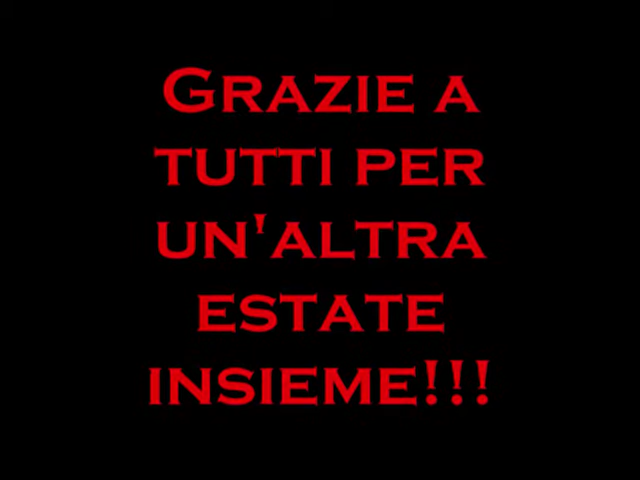 GRAZIE A
TUTTI PER
UN'ALTRA
ESTATE
INSIEME!!!